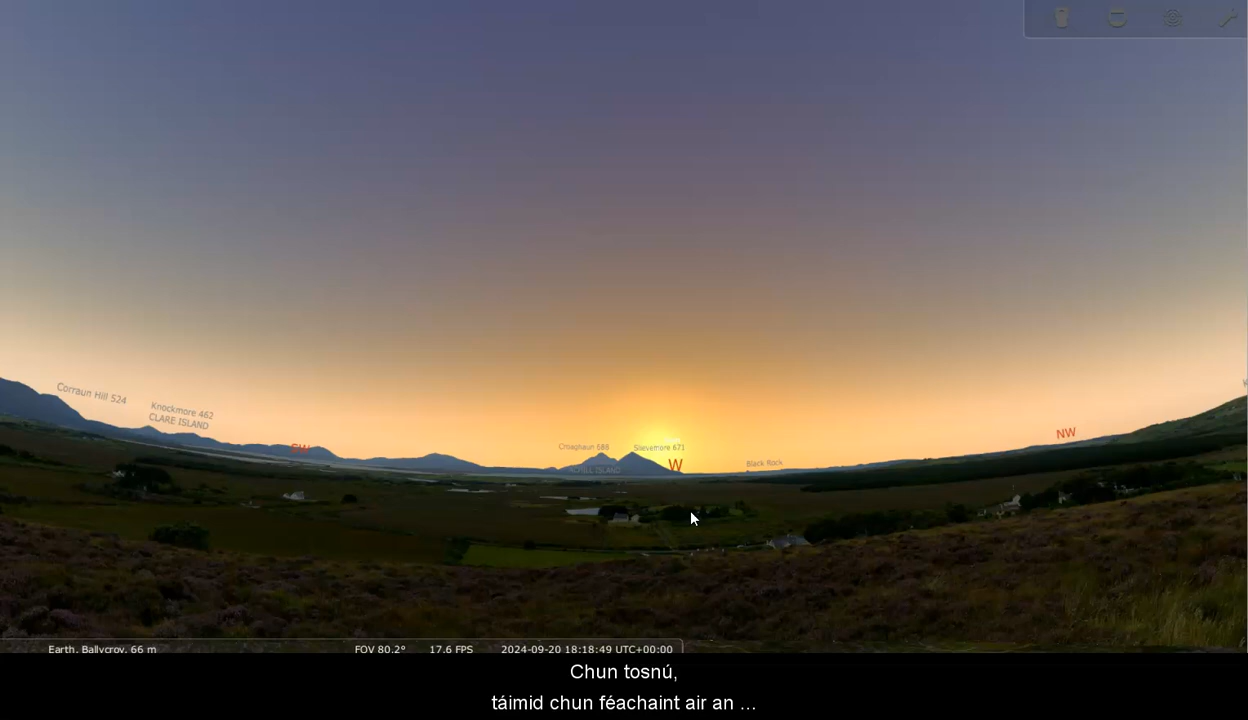 Corraun Hill 524
Knockmore 462
CLARE ISLAND
SW
Croaghaun 686
Slievemore 671
ACHILL ISLAND
W
Black Rock
NW
Earth, Ballycroy, 66 m
FOV 80.2°
17.6 FPS
2024-09-20 18:18:49 UTC+00:00
Chun tosnú,
táimid chun féachaint air an ...